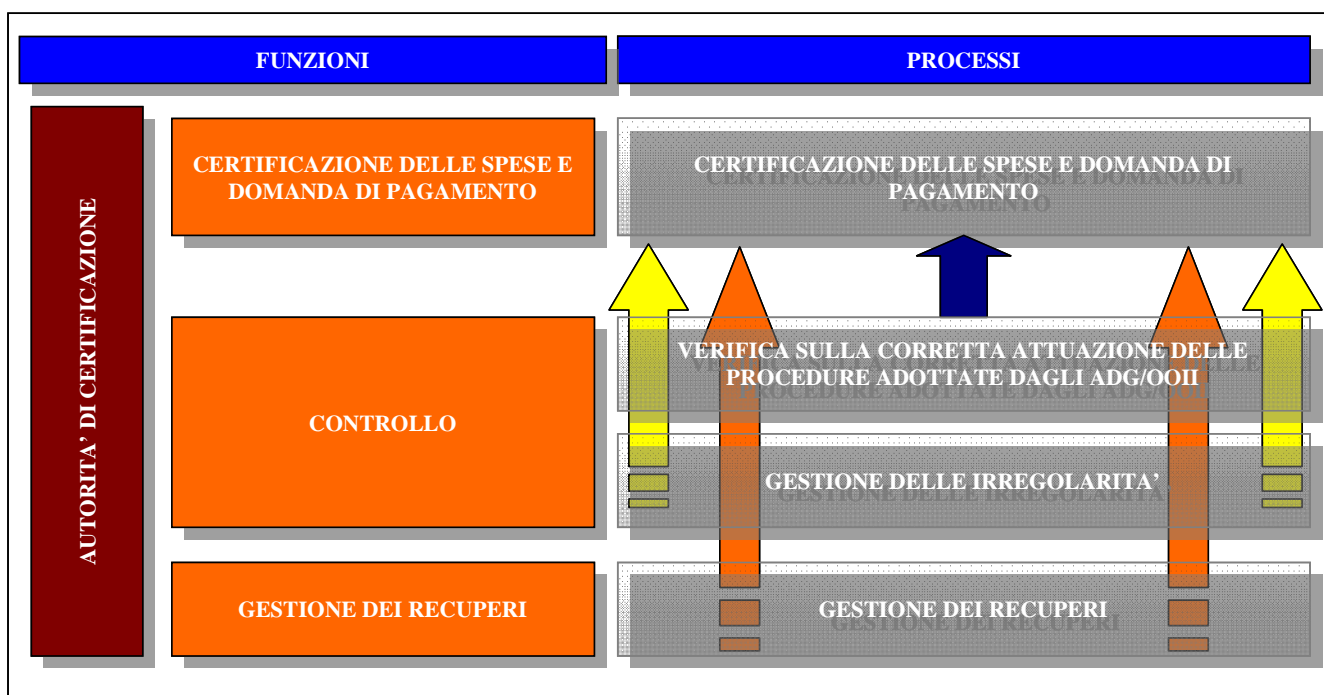 FUNZIONI
PROCESSI
AUTORITA' DI CERTIFICAZIONE
CERTIFICAZIONE DELLE SPESE E
DOMANDA DI PAGAMENTO
CERTIFICAZIONE DELLE SPESE E DOMANDA DI
PAGAMENTO
CONTROLLO
VERIFICA SULLA CORRETTA ATTUAZIONE DELLE
PROCEDURE ADOTTATE DAGLI ADG/OOII
GESTIONE DELLE IRREGOLARITA'
GESTIONE DEI RECUPERI
GESTIONE DEI RECUPERI